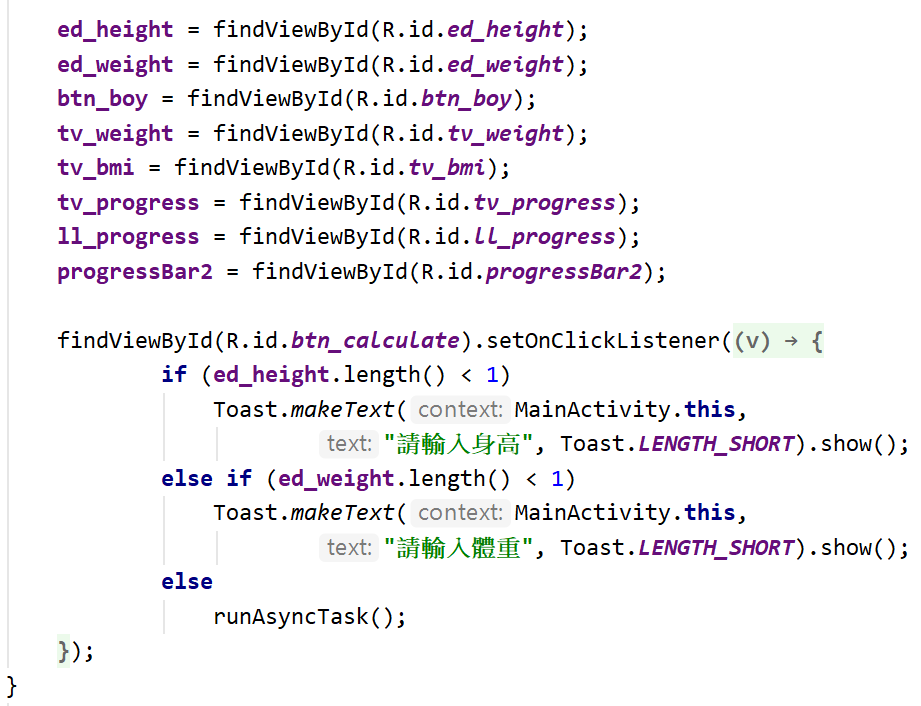 ed_height = findViewById(R.id.ed_height);
ed_weight = findViewById(R.id.ed_weight);
btn_boy = findViewById(R.id.btn_boy);
tv_weight = findViewById(R.id.tv_weight);
tv_bmi = findViewById(R.id.tv_bmi);
tv_progress = findViewById(R.id.tv_progress);
ll_progress = findViewById(R.id.ll_progress);
progressBar2 = findViewById(R.id.progressBar2);
findViewById(R.id.btn_calculate).setOnClickListener((v) → {
if (ed_height.length() < 1)
Toast.makeText( context: MainActivity.this,
text: "請輸入身高", Toast.LENGTH_SHORT).show();
else if (ed_weight.length() < 1)
Toast.makeText( context: MainActivity.this,
text: "請輸入體重", Toast.LENGTH_SHORT).show();
else
runAsyncTask();
});
}